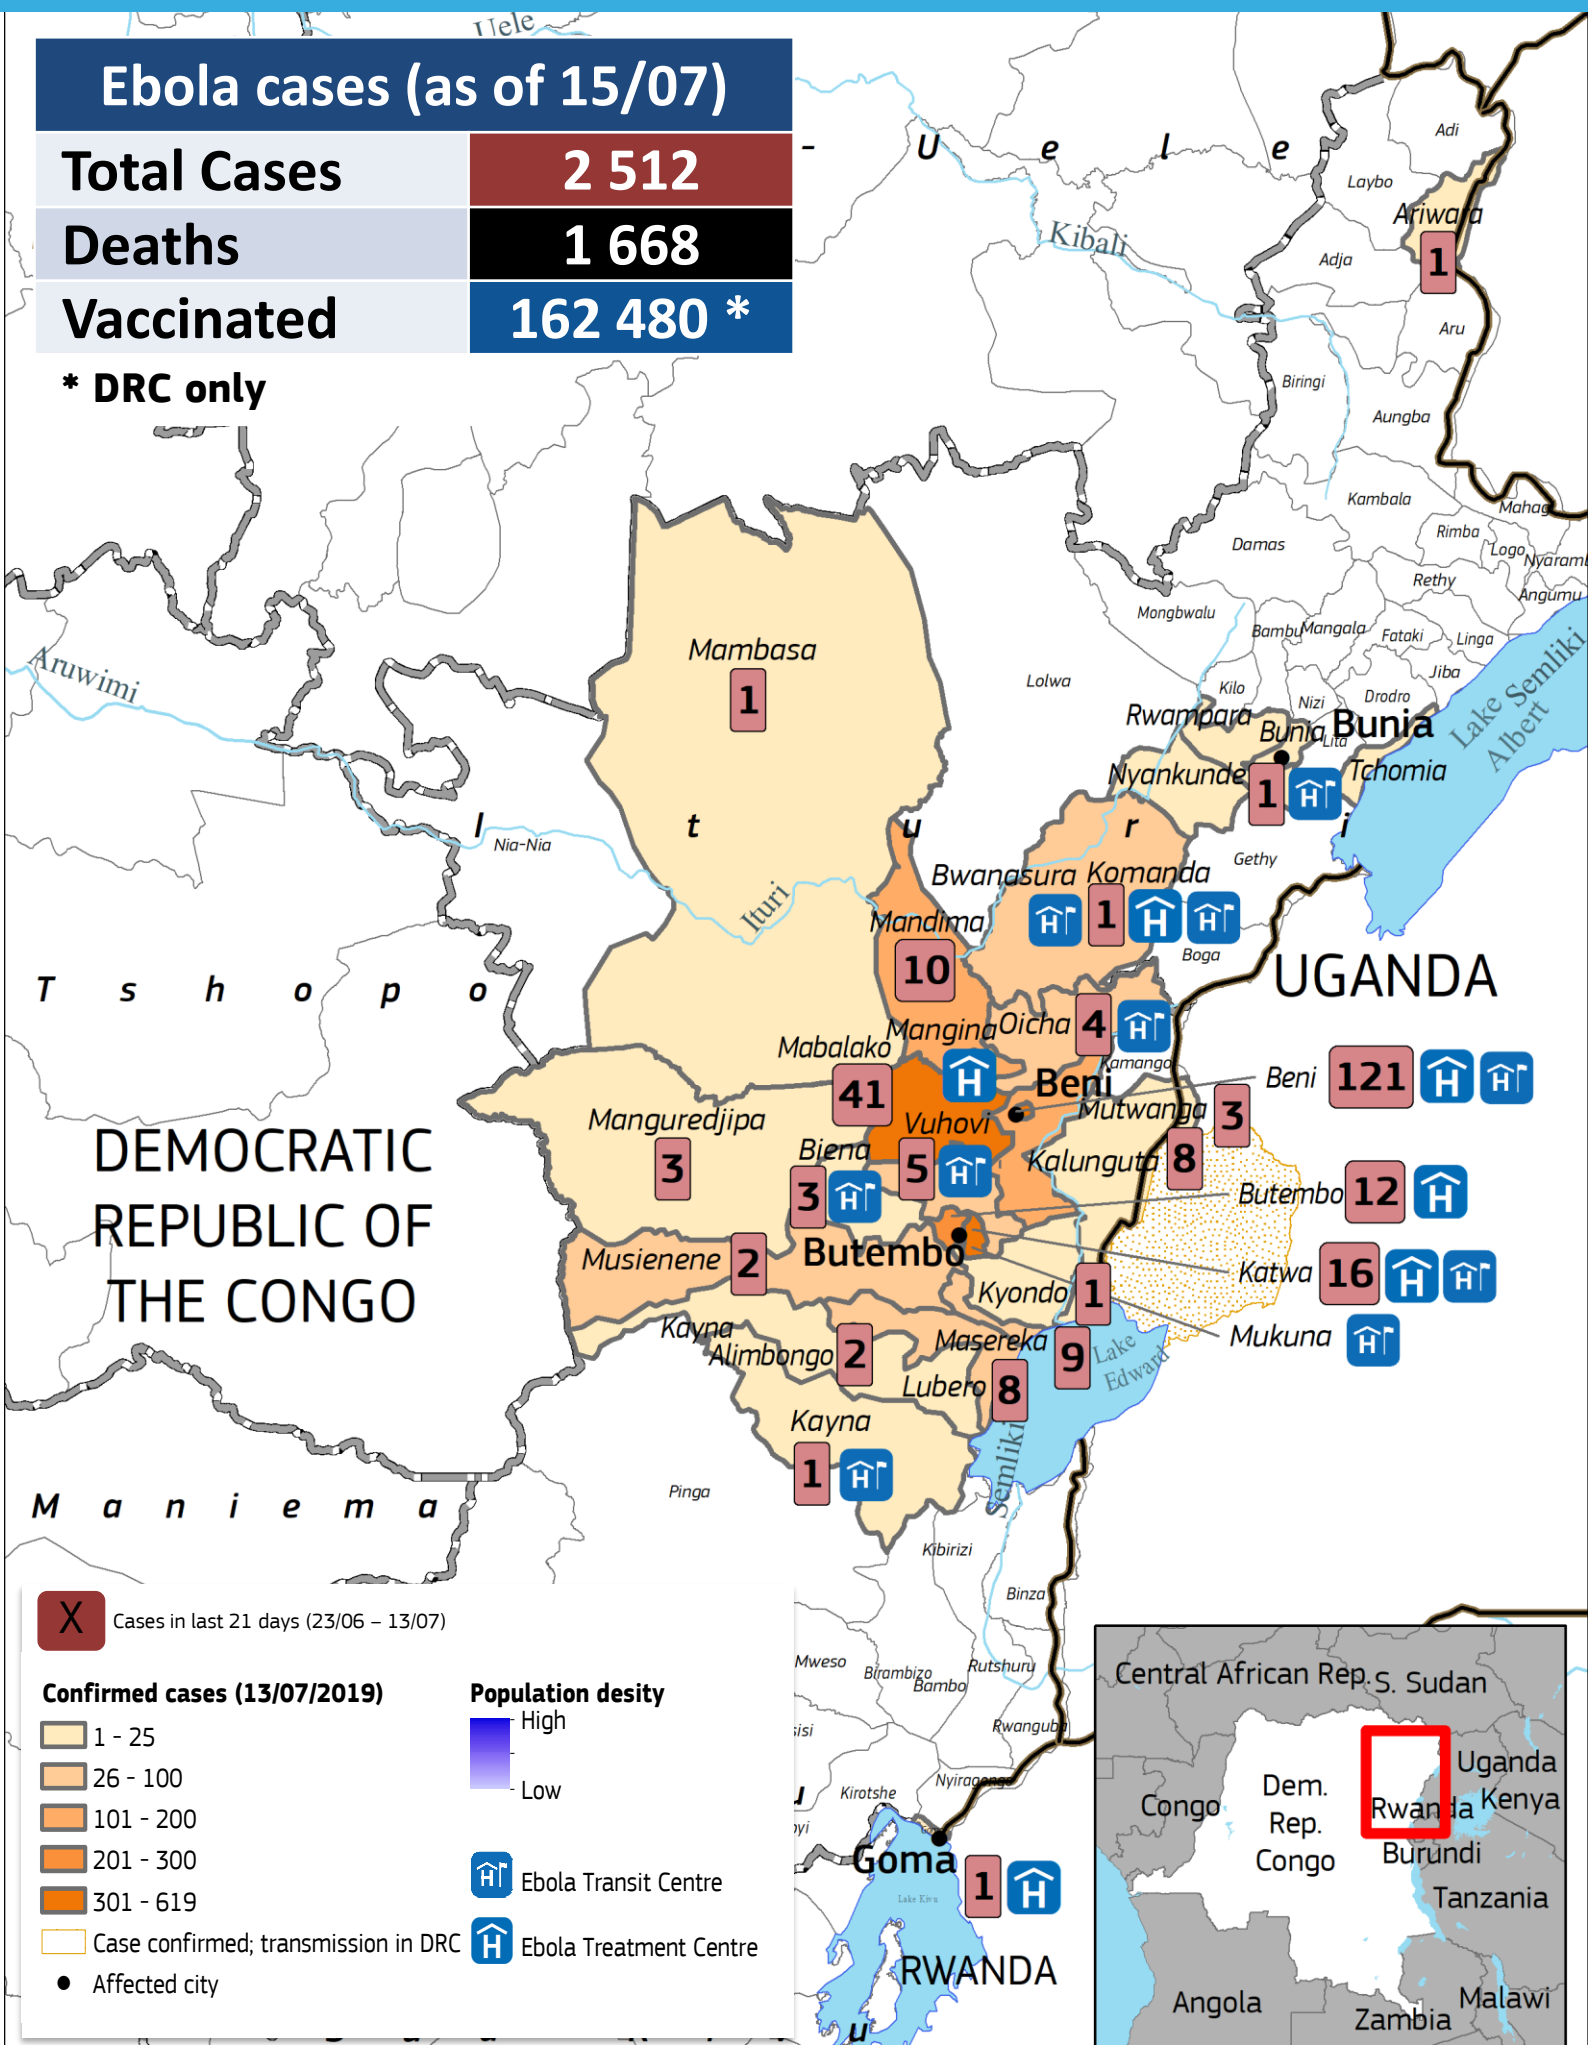 Uele
Ebola cases (as of 15/07)
Total Cases 2 512
Deaths 1 668
Vaccinated 162 480 *
* DRC only
- U e l e
Kibali
Adi
Laybo
Ariwara
1
Adja
Aru
Biringi
Aungba
Kambala
Mahag
Rimba
Damas
Logo
Nyaram
Rethy
Angumu
Mongbwalu
Bambu
Mangala
Fataki
Linga
Jiba
Aruwimi
Mambasa
1
Lolwa
Kilo
Nizi
Drodro
Lake Albert
Semliki
Rwampara
Bunia
Lita
Bunia
Nyankunde
1
H
Tchomia
I t u r i
Nia-Nia
Gethy
Bwanasura
Komanda
H
1
H
H
Ituri
Mandima
10
Boga
UGANDA
T s h o p o
Mangina
Oicha
4
H
Mabalako
41
H
Kamango
Beni
Beni
121
H
H
Mutwanga
3
Manguredjipa
3
Vuhovi
5
H
Biena
3
H
Kalunguta
8
DEMOCRATIC
REPUBLIC OF
THE CONGO
Butembo
12
H
Musienene
2
Butembo
Katwa
16
H
H
Kyondo
1
Mukuna
H
Kayna
Alimbongo
2
Masereka
9
Lake
Edward
Lubero
8
Kayna
1
H
Semliki
Pinga
M a n i e m a
Kibirizi
Binza
X
Cases in last 21 days (23/06 – 13/07)
Mweso
Birambizo
Bambo
Rutshuru
isi
Rwanguba
Confirmed cases (13/07/2019)
1 - 25
26 - 100
101 - 200
201 - 300
301 - 619
Case confirmed; transmission in DRC
Affected city
Population desity
High
Low
H
Ebola Transit Centre
H
Ebola Treatment Centre
u
Kirotshe
Nyiragongo
yi
Goma
1
H
Lake Kivu
RWANDA
u
Central African Rep.
S. Sudan
Uganda
Kenya
Congo
Dem.
Rep.
Congo
Rwanda
Burundi
Tanzania
Angola
Malawi
Zambia